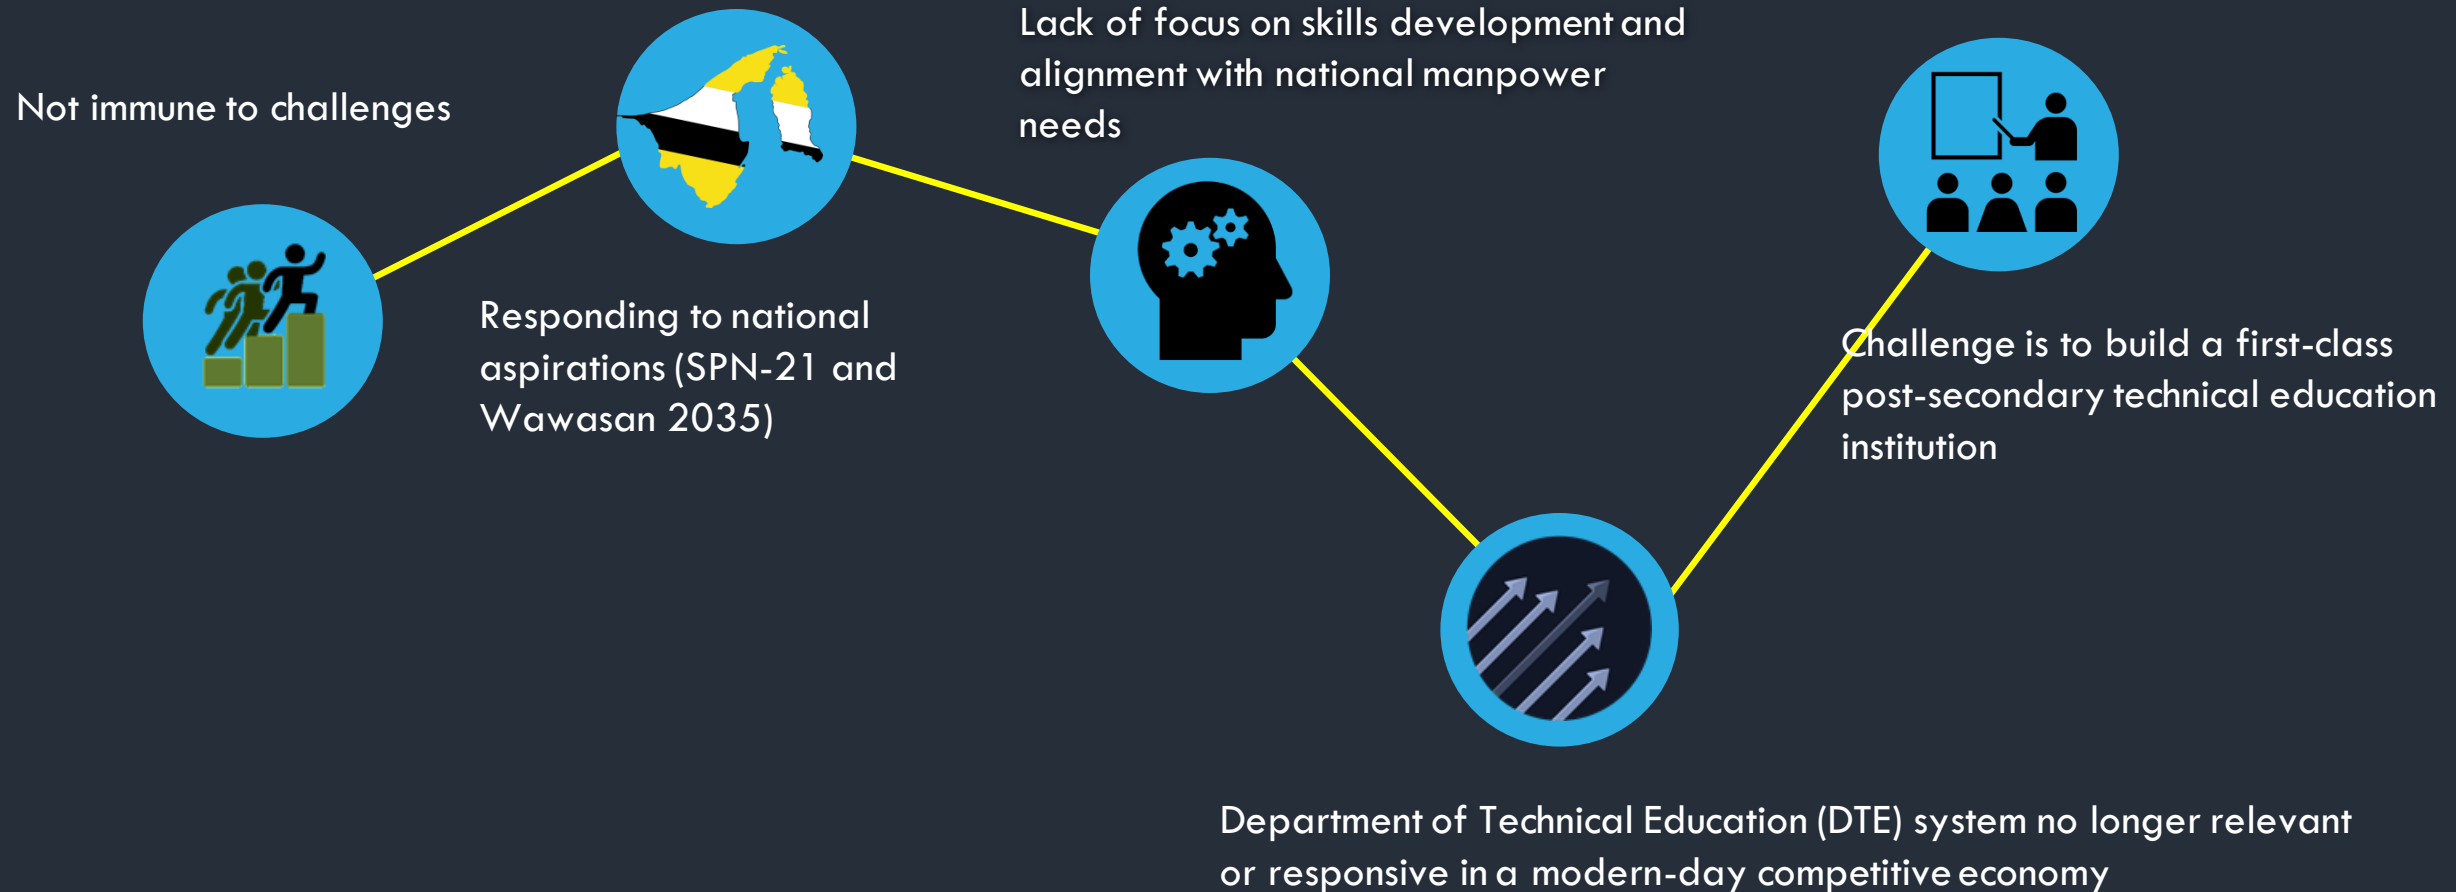 Not immune to challenges
Responding to national
aspirations (SPN-21 and
Wawasan 2035)
Lack of focus on skills development and
alignment with national manpower
needs
Department of Technical Education (DTE) system no longer relevant
or responsive in a modern-day competitive economy
Challenge is to build a first-class
post-secondary technical education
institution